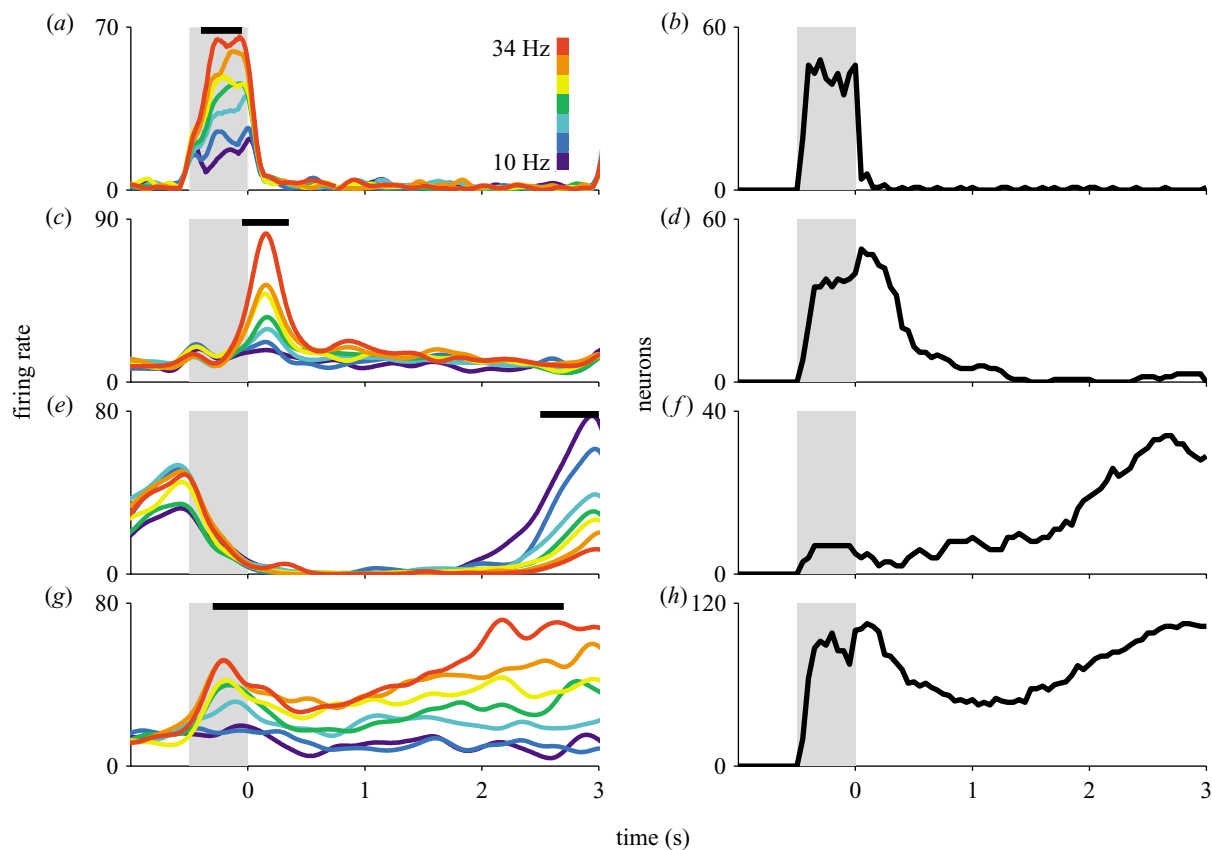 (a) 70 (b) 60
34 Hz
10 Hz
0 0
(c) 90 (d) 60
0 0
(e) 80 (f) 40
firing rate neurons
0 0
(g) 80 (h) 120
0 0
0 1 2 3 0 1 2 3
time (s)